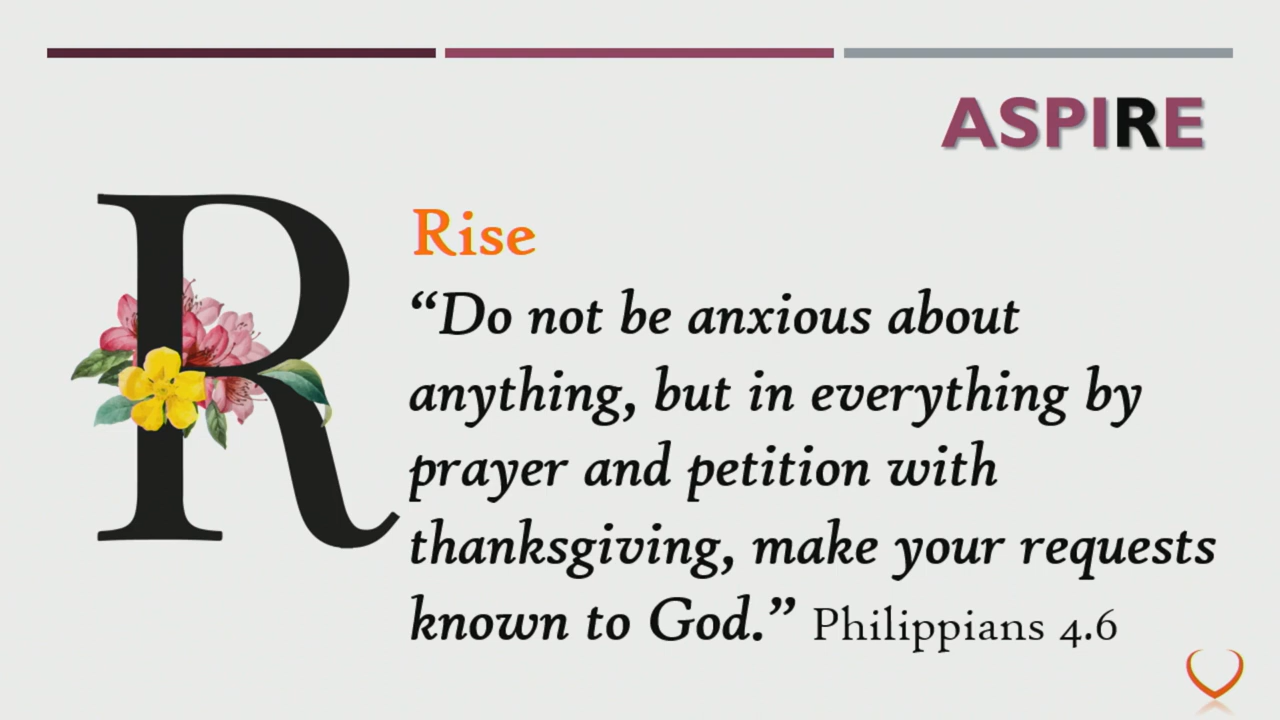 ASPIRE
R
Rise
“Do not be anxious about
anything, but in everything by
prayer and petition with
thanksgiving, make your requests
known to God.” Philippians 4.6